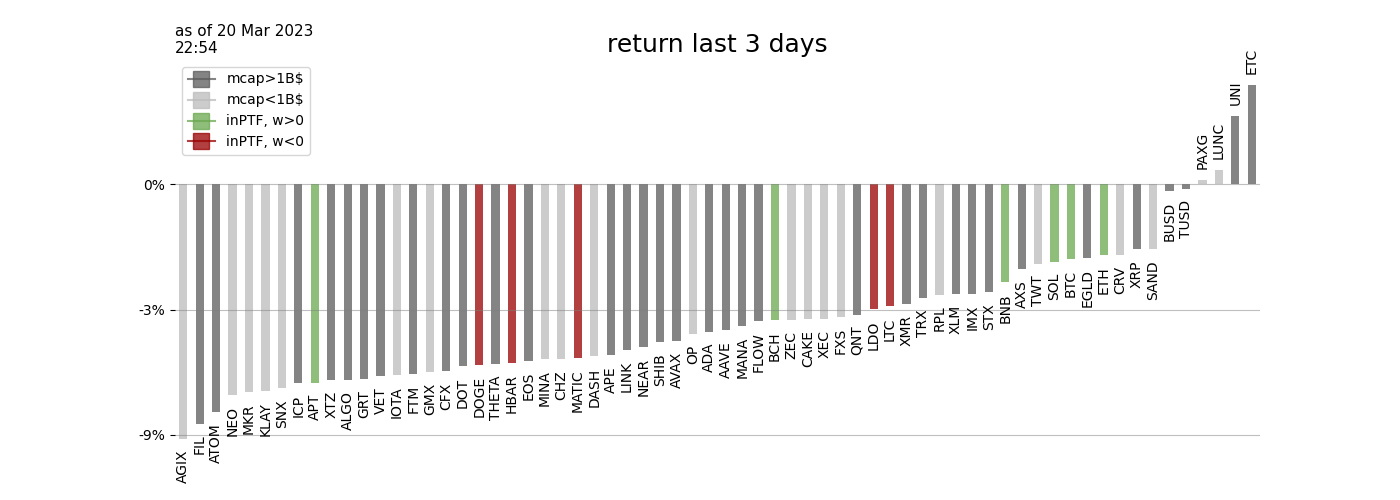 as of 20 Mar 2023
22:54
return last 3 days
mcap>1B$
mcap<1B$
inPTF, w>0
inPTF, w<0
0%
-3%
-9%
AGIX
FIL
ATOM
NEO
MKR
KLAY
SNX
ICP
APT
XTZ
ALGO
GRT
VET
IOTA
FTM
GMX
CFX
DOT
DOGE
THETA
HBAR
EOS
MINA
CHZ
MATIC
DASH
APE
LINK
NEAR
SHIB
AVAX
OP
ADA
AAVE
MANA
FLOW
BCH
ZEC
CAKE
XEC
FXS
QNT
LDO
LTC
XMR
TRX
RPL
XLM
IMX
STX
BNB
AXS
TWT
SOL
BTC
EGLD
ETH
CRV
XRP
SAND
BUSD
TUSD
PAXG
LUNC
UNI
ETC